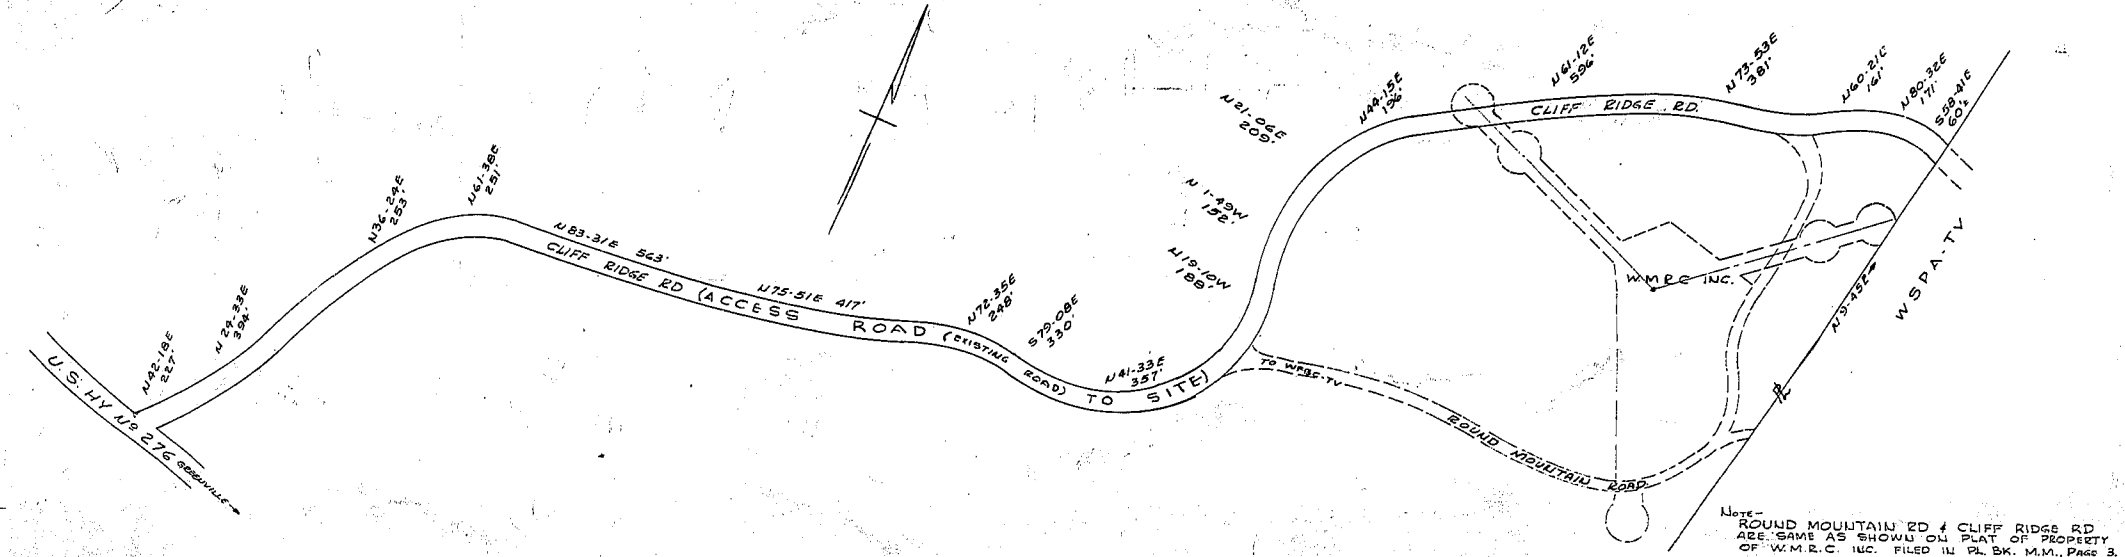 N42-18E
227'
N24-33E
394'
N36-24E
253'
N61-38E
251'
N83-31E 563'
N75-51E 417'
N72-35E
248'
S79-08E
330'
N41-33E
357'
N19-10W
188'
N1-49W
152'
N21-06E
209'
N44-15E
196'
N61-12E
596'
N73-53E
381'
N60-21E
161'
N80-32E
171'
S58-41E
60'±
U.S. HY Nº 276 GREENVILLE
CLIFF RIDGE RD (ACCESS ROAD (EXISTING ROAD) TO SITE)
CLIFF RIDGE RD.
W.M.R.C INC.
TO WFBC-TV
ROUND MOUNTAIN ROAD
N9-45E
WSPA-TV
NOTE-
ROUND MOUNTAIN RD & CLIFF RIDGE RD
ARE SAME AS SHOWN ON PLAT OF PROPERTY
OF W.M.R.C. INC. FILED IN PL. BK. M.M., PAGE 3.